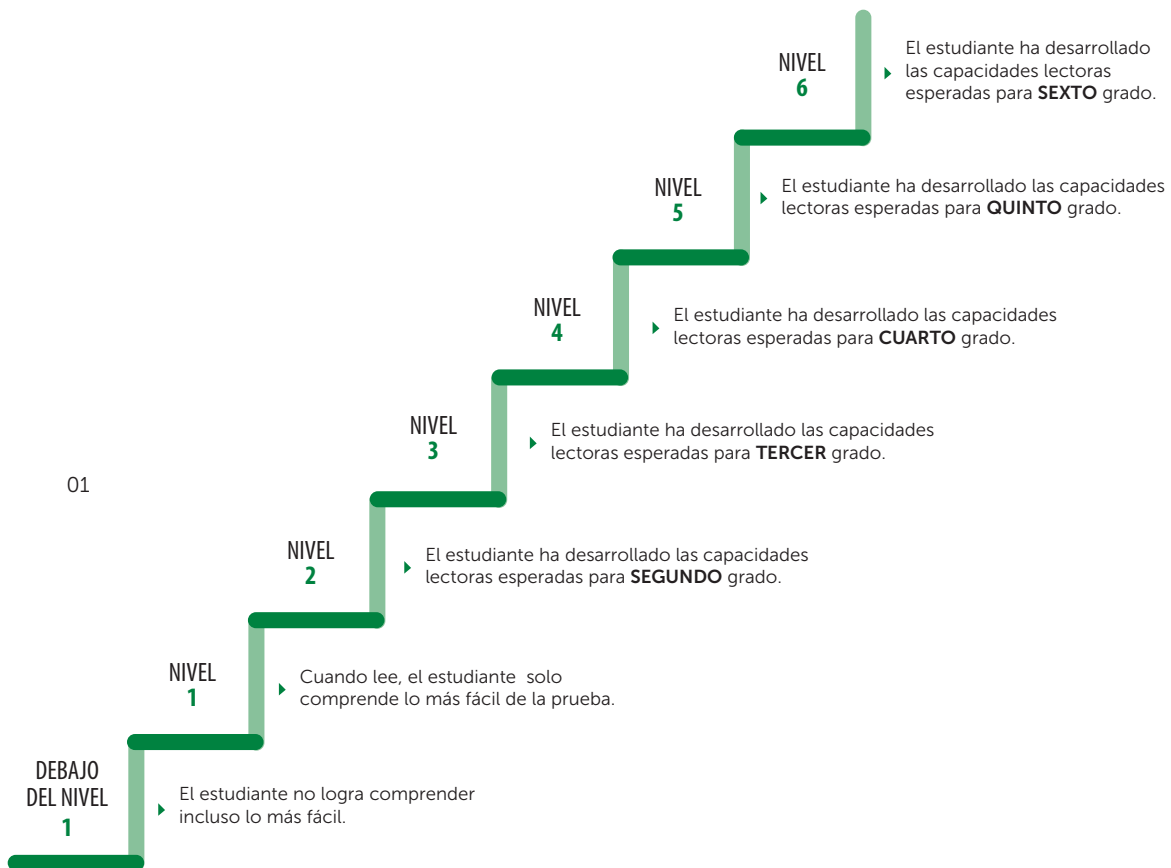 NIVEL
6
El estudiante ha desarrollado
las capacidades lectoras
esperadas para SEXTO grado.
NIVEL
5
El estudiante ha desarrollado las capacidades
lectoras esperadas para QUINTO grado.
NIVEL
4
El estudiante ha desarrollado las capacidades
lectoras esperadas para CUARTO grado.
NIVEL
3
El estudiante ha desarrollado las capacidades
lectoras esperadas para TERCER grado.
01
NIVEL
2
El estudiante ha desarrollado las capacidades
lectoras esperadas para SEGUNDO grado.
NIVEL
1
Cuando lee, el estudiante solo
comprende lo más fácil de la prueba.
DEBAJO
DEL NIVEL
1
El estudiante no logra comprender
incluso lo más fácil.